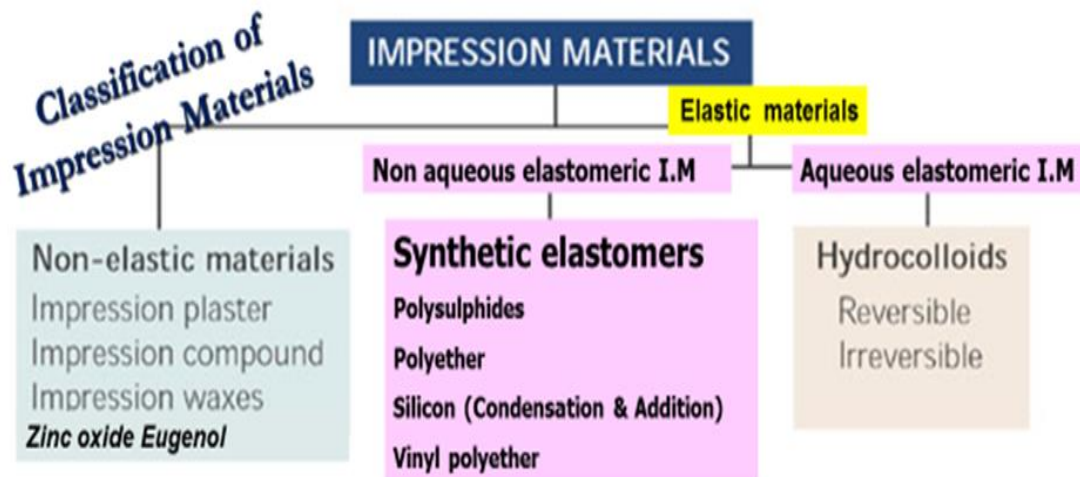 Classification of
Impression Materials
IMPRESSION MATERIALS
Elastic materials
Non aqueous elastomeric I.M
Aqueous elastomeric I.M
Non-elastic materials
Impression plaster
Impression compound
Impression waxes
Zinc oxide Eugenol
Synthetic elastomers
Polysulphides
Polyether
Silicon (Condensation & Addition)
Vinyl polyether
Hydrocolloids
Reversible
Irreversible